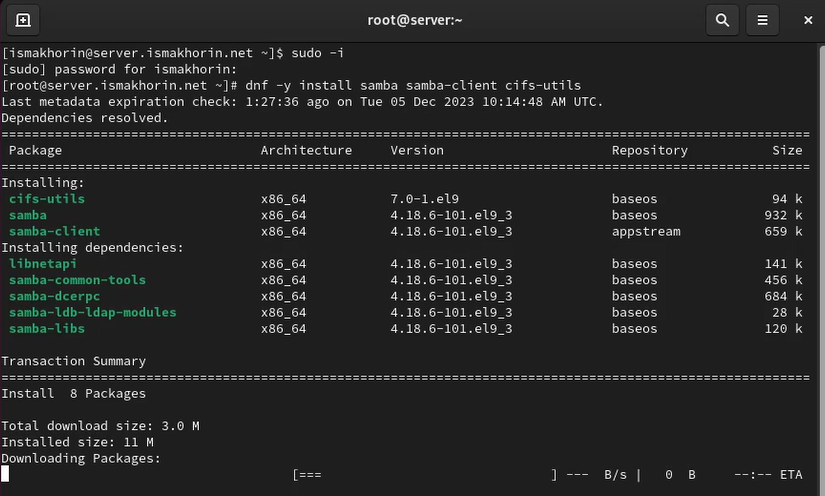 root@server:~
[ismakhorin@server.ismakhorin.net ~]$ sudo -i
[sudo] password for ismakhorin:
[root@server.ismakhorin.net ~]# dnf -y install samba samba-client cifs-utils
Last metadata expiration check: 1:27:36 ago on Tue 05 Dec 2023 10:14:48 AM UTC.
Dependencies resolved.
================================================================================
Package Architecture Version Repository Size
================================================================================
Installing:
cifs-utils x86_64 7.0-1.el9 baseos 94 k
samba x86_64 4.18.6-101.el9_3 baseos 932 k
samba-client x86_64 4.18.6-101.el9_3 appstream 659 k
Installing dependencies:
libnetapi x86_64 4.18.6-101.el9_3 baseos 141 k
samba-common-tools x86_64 4.18.6-101.el9_3 baseos 456 k
samba-dcerpc x86_64 4.18.6-101.el9_3 baseos 684 k
samba-ldb-ldap-modules x86_64 4.18.6-101.el9_3 baseos 28 k
samba-libs x86_64 4.18.6-101.el9_3 baseos 120 k
Transaction Summary
================================================================================
Install 8 Packages
Total download size: 3.0 M
Installed size: 11 M
Downloading Packages:
[=== ] --- B/s | 0 B --:-- ETA